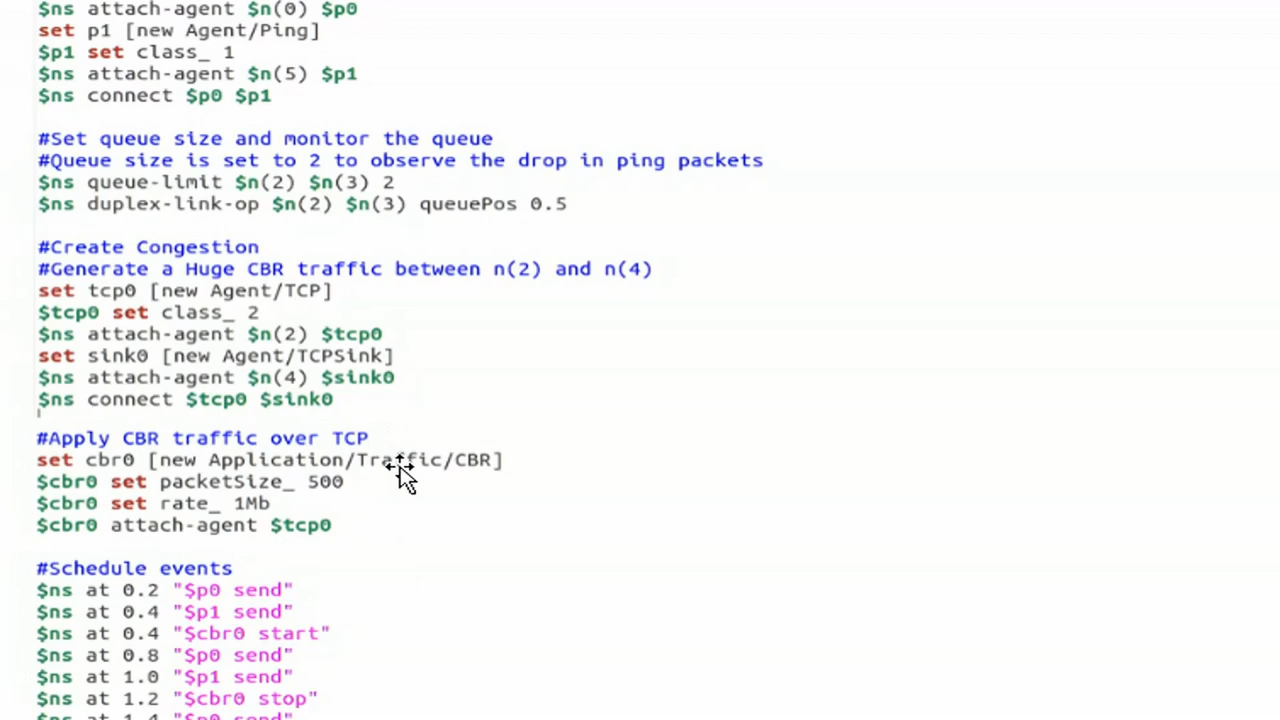 $ns attach-agent $n(0) $p0
set p1 [new Agent/Ping]
$p1 set class_ 1
$ns attach-agent $n(5) $p1
$ns connect $p0 $p1
#Set queue size and monitor the queue
#Queue size is set to 2 to observe the drop in ping packets
$ns queue-limit $n(2) $n(3) 2
$ns duplex-link-op $n(2) $n(3) queuePos 0.5
#Create Congestion
#Generate a Huge CBR traffic between n(2) and n(4)
set tcp0 [new Agent/TCP]
$tcp0 set class_ 2
$ns attach-agent $n(2) $tcp0
set sink0 [new Agent/TCPSink]
$ns attach-agent $n(4) $sink0
$ns connect $tcp0 $sink0
#Apply CBR traffic over TCP
set cbr0 [new Application/Traffic/CBR]
$cbr0 set packetSize_ 500
$cbr0 set rate_ 1Mb
$cbr0 attach-agent $tcp0
#Schedule events
$ns at 0.2 "$p0 send"
$ns at 0.4 "$p1 send"
$ns at 0.4 "$cbr0 start"
$ns at 0.8 "$p0 send"
$ns at 1.0 "$p1 send"
$ns at 1.2 "$cbr0 stop"
$ns at 1.4 "$p0 send"